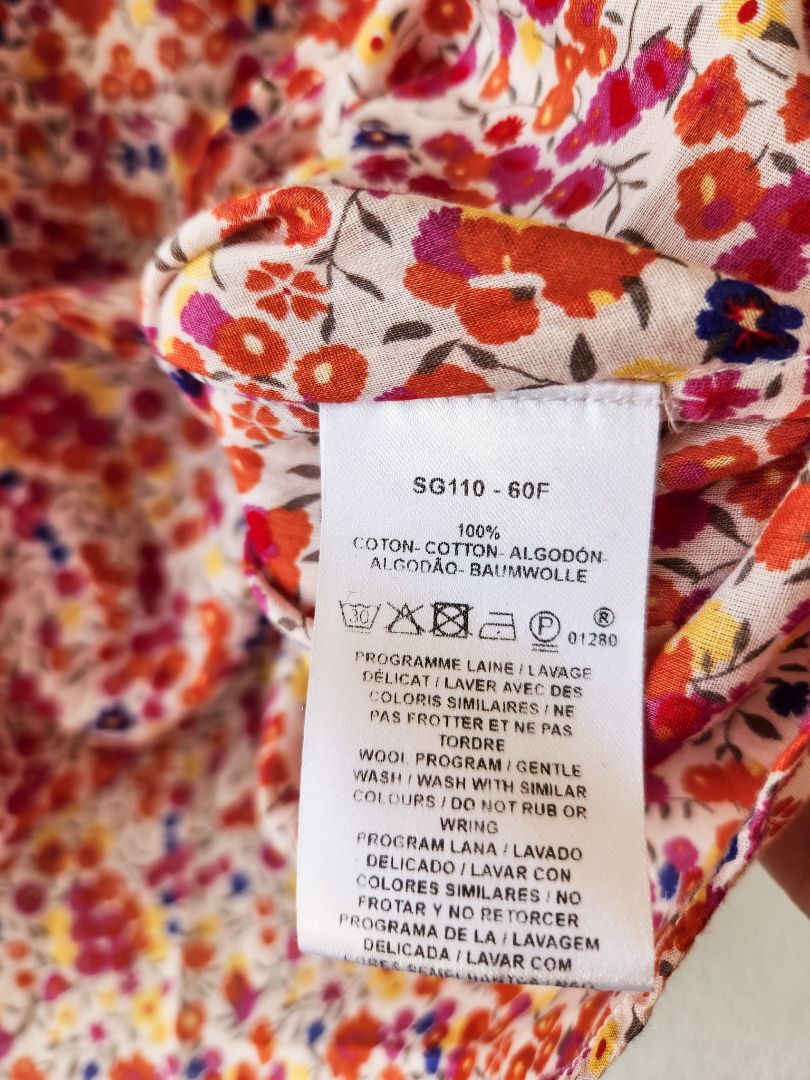 SG110 - 60F
100%
COTON- COTTON- ALGODÓN-
ALGODÃO- BAUMWOLLE
30 P ® 01280
PROGRAMME LAINE / LAVAGE
DÉLICAT / LAVER AVEC DES
COLORIS SIMILAIRES / NE
PAS FROTTER ET NE PAS
TORDRE
WOOL PROGRAM / GENTLE
WASH / WASH WITH SIMILAR
COLOURS / DO NOT RUB OR
WRING
PROGRAM LANA / LAVADO
DELICADO / LAVAR CON
COLORES SIMILARES / NO
FROTAR Y NO RETORCER
PROGRAMA DE LA / LAVAGEM
DELICADA / LAVAR COM